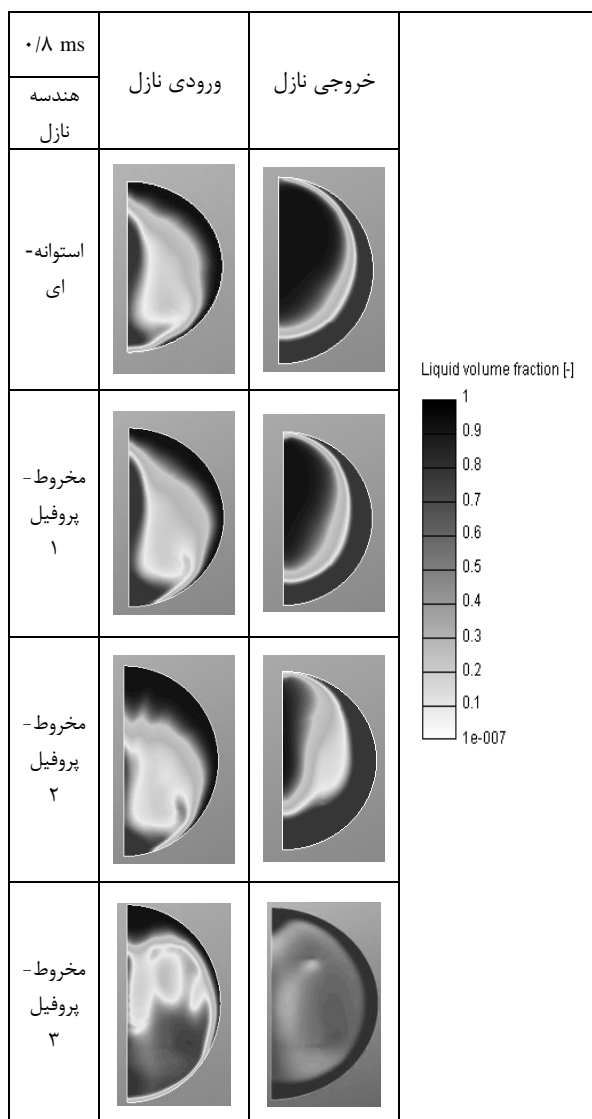 ۰/۸ ms
هندسه
نازل
ورودی نازل
خروجی نازل
استوانه-
ای
مخروط-
پروفیل
۱
مخروط-
پروفیل
۲
مخروط-
پروفیل
۳
Liquid volume fraction [-]
1
0.9
0.8
0.7
0.6
0.5
0.4
0.3
0.2
0.1
1e-007